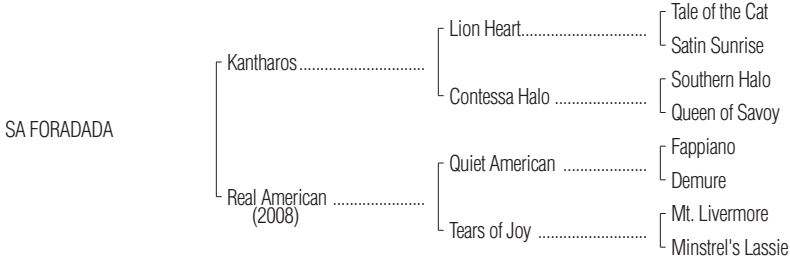 Tale of the Cat
Lion Heart..............................
Satin Sunrise
Kantharos..............................
Southern Halo
Contessa Halo ......................
Queen of Savoy
SA FORADADA
Fappiano
Quiet American ....................
Demure
Real American ......................
(2008)
Mt. Livermore
Tears of Joy ..........................
Minstrel's Lassie